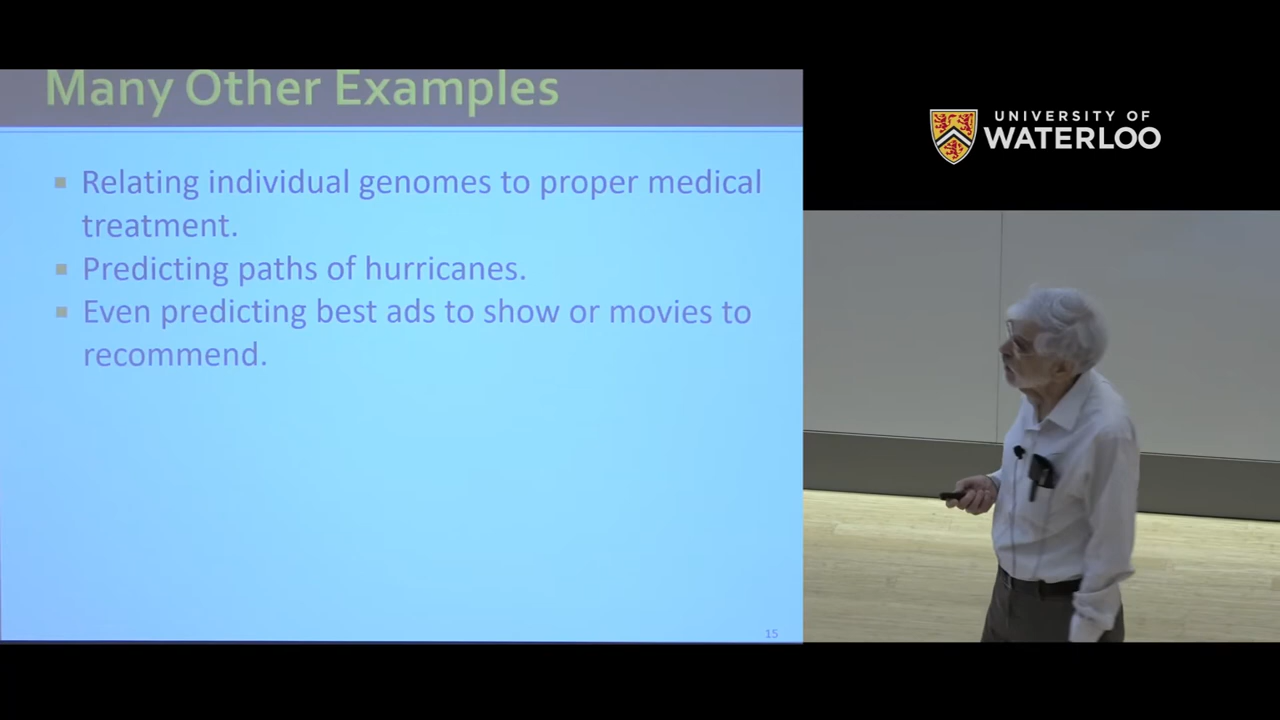 Many Other Examples
▪ Relating individual genomes to proper medical
treatment.
▪ Predicting paths of hurricanes.
▪ Even predicting best ads to show or movies to
recommend.
15
UNIVERSITY OF
WATERLOO